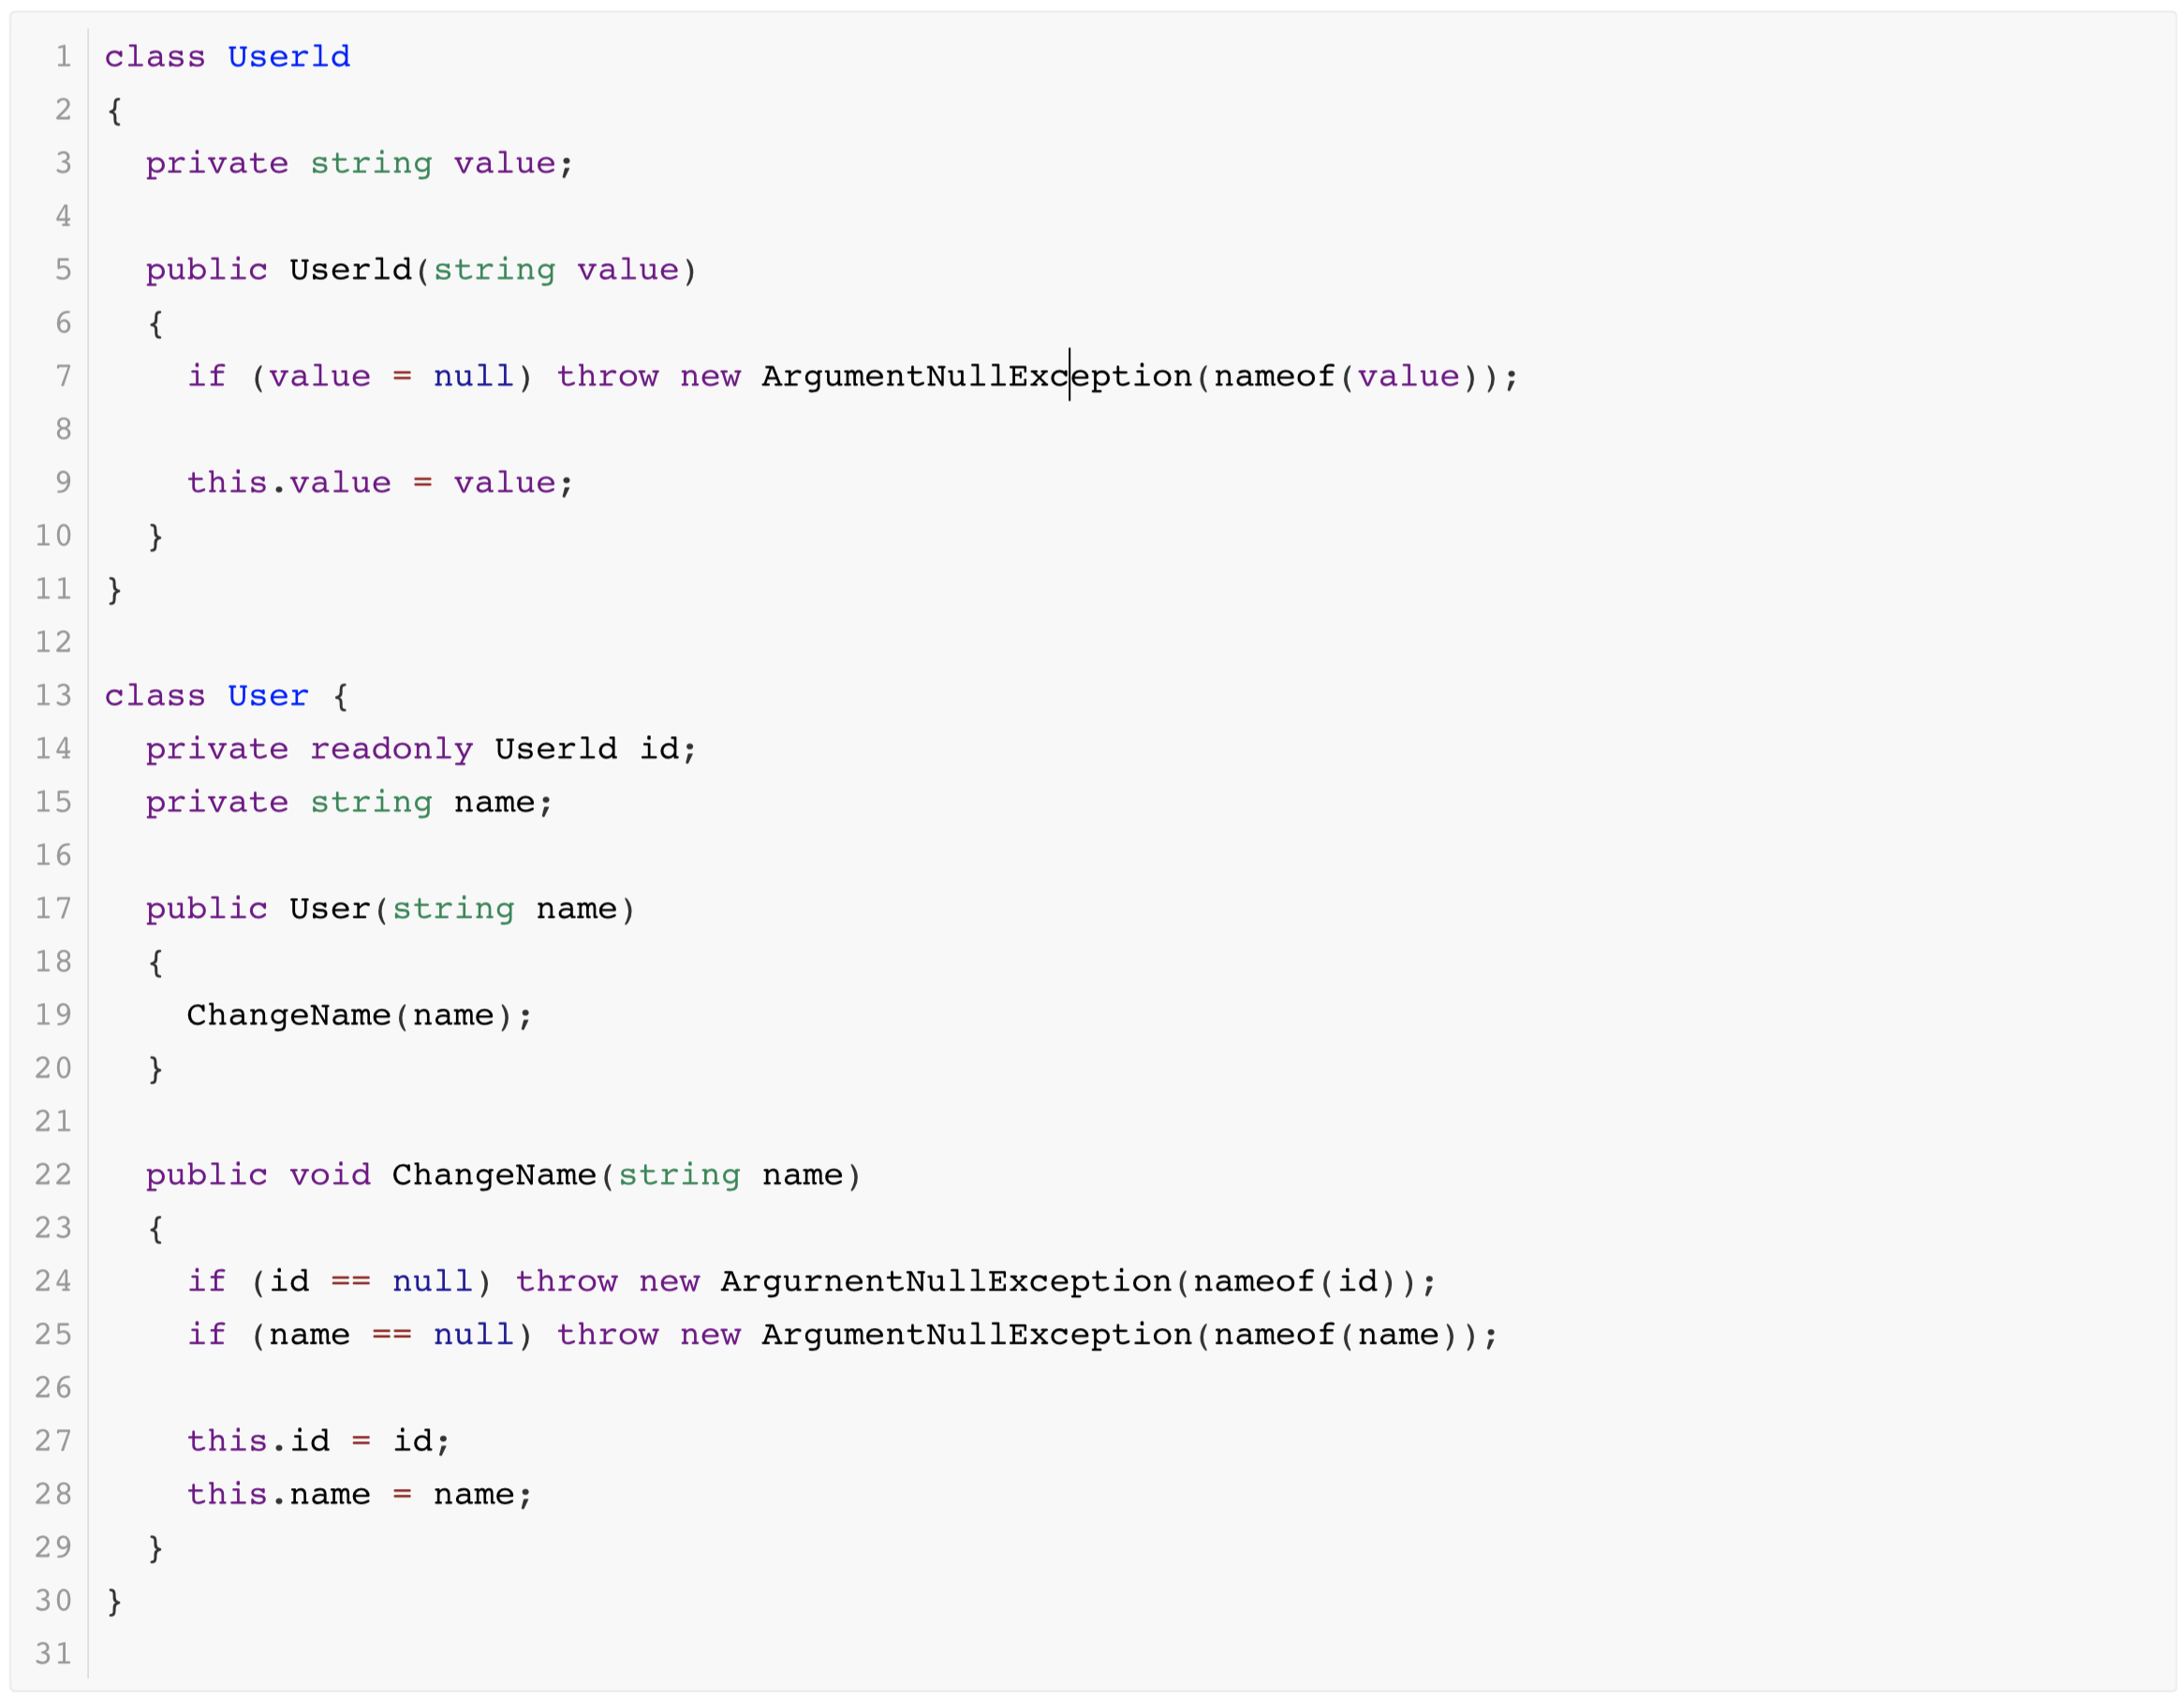 1 class Userld
2 {
3   private string value;
4
5   public Userld(string value)
6   {
7     if (value = null) throw new ArgumentNullException(nameof(value));
8
9     this.value = value;
10   }
11 }
12
13 class User {
14   private readonly Userld id;
15   private string name;
16
17   public User(string name)
18   {
19     ChangeName(name);
20   }
21
22   public void ChangeName(string name)
23   {
24     if (id == null) throw new ArgurnentNullException(nameof(id));
25     if (name == null) throw new ArgumentNullException(nameof(name));
26
27     this.id = id;
28     this.name = name;
29   }
30 }
31